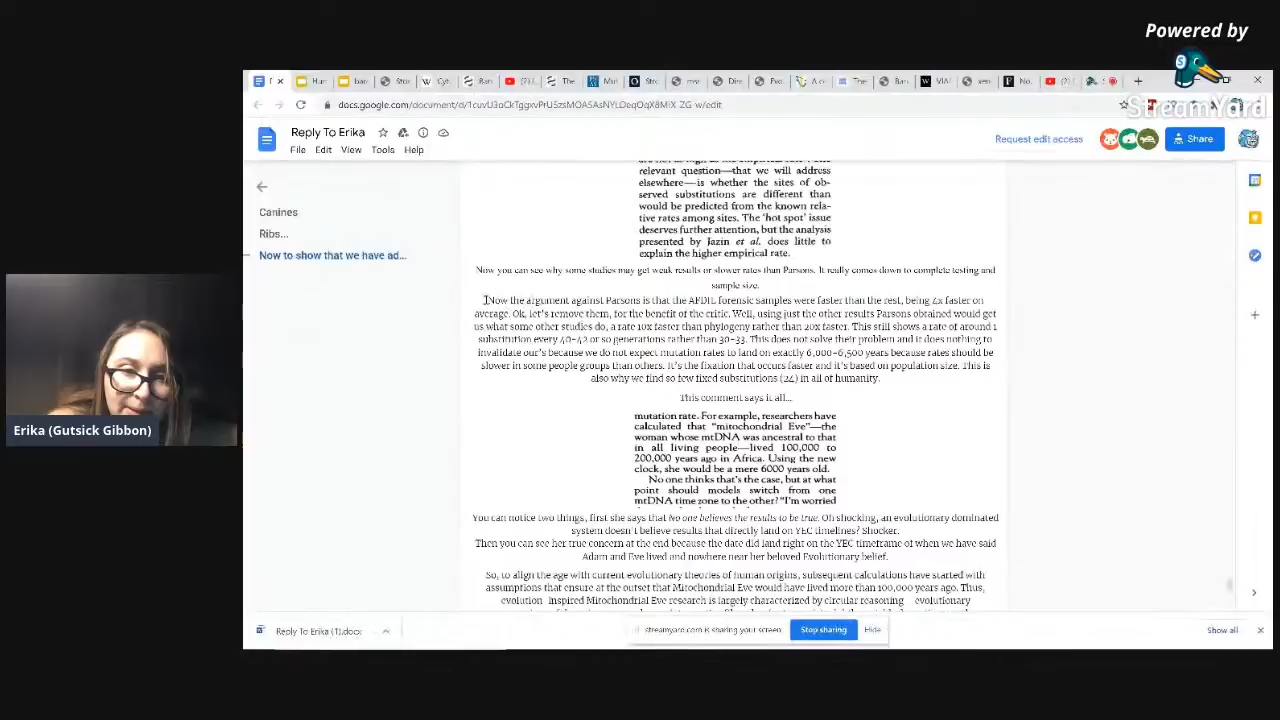 Powered by
StreamYard
docs.google.com/document/d/
Reply To Erika
File Edit View Tools Help
Request edit access
Share
Canines
Ribs...
Now to show that we have ad...
relevant question—that we will address
elsewhere—is whether the sites of ob-
served substitutions are different than
would be predicted from the known rela-
tive rates among sites. The 'hot spot' issue
deserves further attention, but the analysis
presented by Jazin et al. does little to
explain the higher empirical rate.
Now you can see why some studies may get weak results or slower rates than Parsons. It really comes down to complete testing and
sample size.
Now the argument against Parsons is that the AFDIL forensic samples were faster than the rest, being 4x faster on
average. Ok, let's remove them, for the benefit of the critic. Well, using just the other results Parsons obtained would get
us what some other studies do, a rate 10x faster than phylogeny rather than 20x faster. This still shows a rate of around 1
substitution every 40-42 or so generations rather than 30-33. This does not solve their problem and it does nothing to
invalidate our's because we do not expect mutation rates to land on exactly 6,000-6,500 years because rates should be
slower in some people groups than others. It's the fixation that occurs faster and it's based on population size. This is
also why we find so few fixed substitutions (24) in all of humanity.
This comment says it all...
mutation rate. For example, researchers have
calculated that "mitochondrial Eve"—the
woman whose mtDNA was ancestral to that
in all living people—lived 100,000 to
200,000 years ago in Africa. Using the new
clock, she would be a mere 6000 years old.
No one thinks that's the case, but at what
point should models switch from one
mtDNA time zone to the other? "I'm worried
You can notice two things, first she says that No one believes the results to be true. Oh shocking, an evolutionary dominated
system doesn't believe results that directly land on YEC timelines? Shocker.
Then you can see her true concern at the end because the date did land right on the YEC timeframe of when we have said
Adam and Eve lived and nowhere near her beloved Evolutionary belief.
So, to align the age with current evolutionary theories of human origins, subsequent calculations have started with
assumptions that ensure at the outset that Mitochondrial Eve would have lived more than 100,000 years ago. Thus,
evolution inspired Mitochondrial Eve research is largely characterized by circular reasoning evolutionary
Erika (Gutsick Gibbon)
Reply To Erika (1).docx
streamyard.com is sharing your screen.
Stop sharing
Hide
Show all